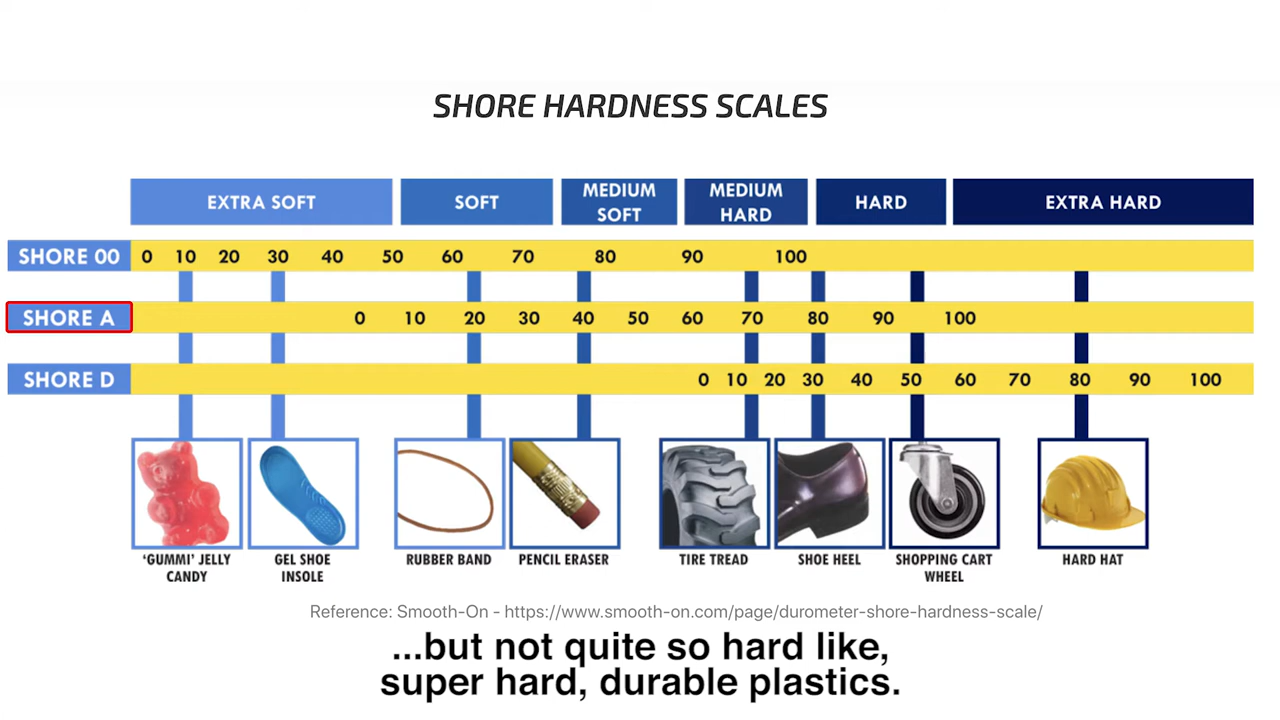 SHORE HARDNESS SCALES
EXTRA SOFT
SOFT
MEDIUM
SOFT
MEDIUM
HARD
HARD
EXTRA HARD
SHORE 00 0 10 20 30 40 50 60 70 80 90 100
SHORE A 0 10 20 30 40 50 60 70 80 90 100
SHORE D 0 10 20 30 40 50 60 70 80 90 100
‘GUMMI’ JELLY
CANDY
GEL SHOE
INSOLE
RUBBER BAND
PENCIL ERASER
TIRE TREAD
SHOE HEEL
SHOPPING CART
WHEEL
HARD HAT
Reference: Smooth-On - https://www.smooth-on.com/page/durometer-shore-hardness-scale/
...but not quite so hard like,
super hard, durable plastics.